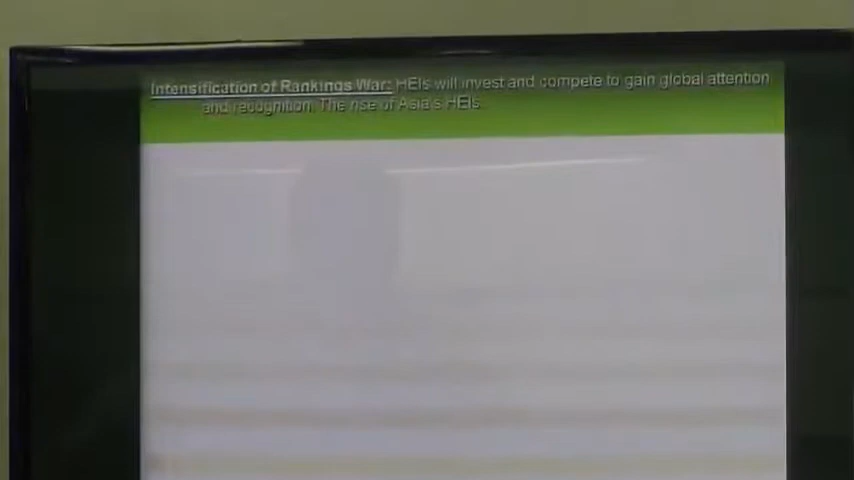 Intensification of Rankings War: HEIs will invest and compete to gain global attention
and recognition. The rise of Asia's HEIs